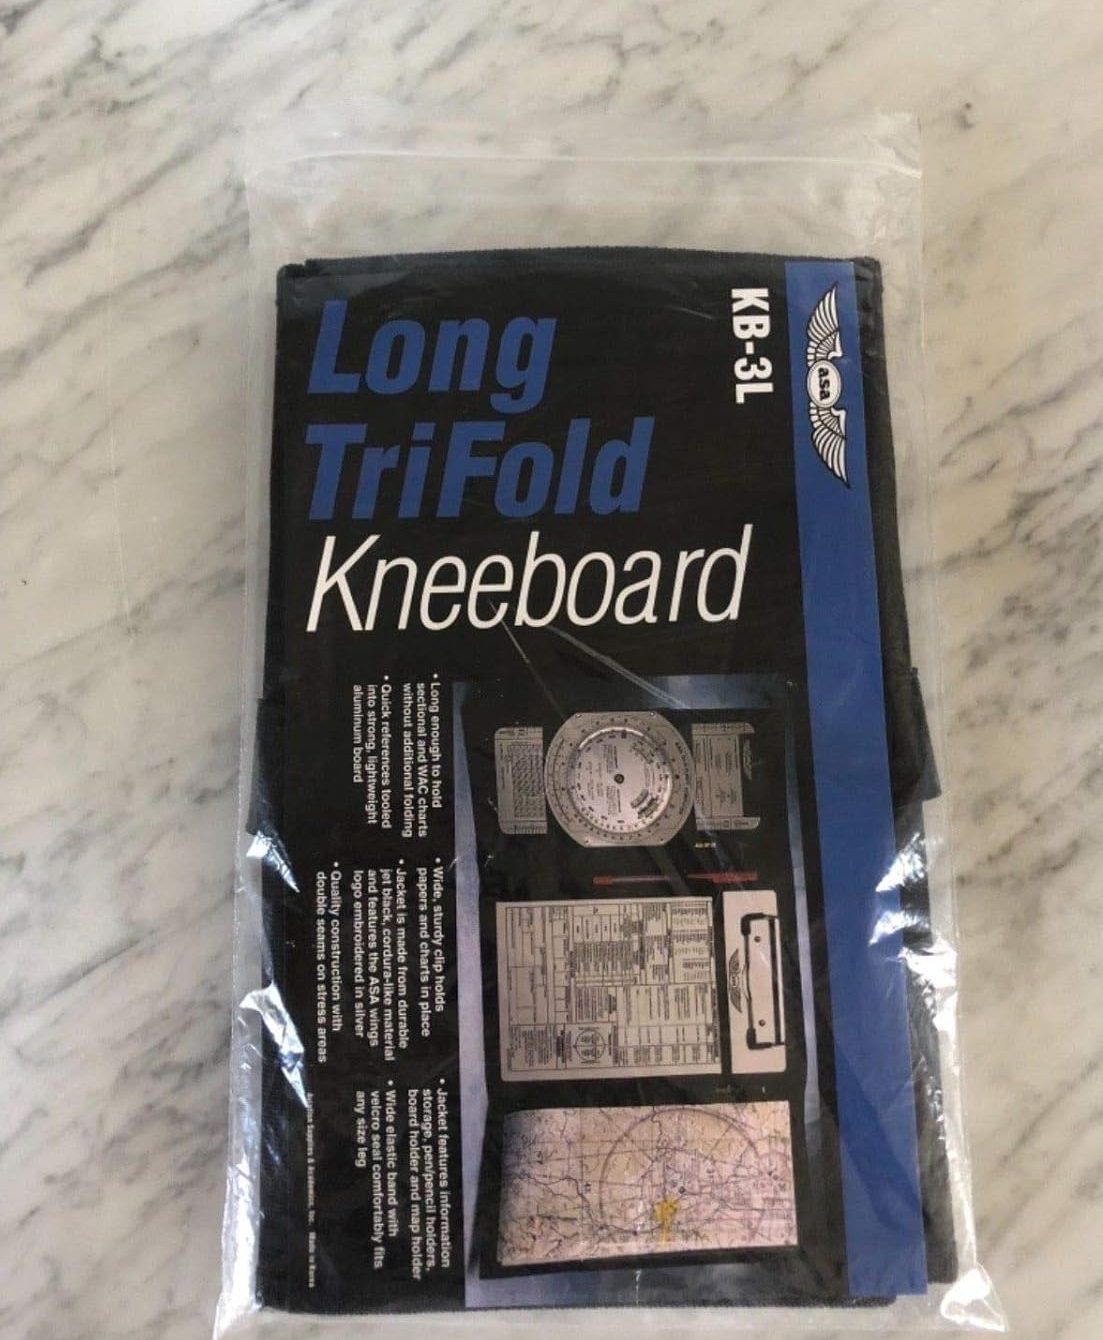 Long
TriFold
Kneeboard
KB-3L
asa
• Long enough to hold
sectional and WAC charts
without additional folding
• Quick references tooled
into strong, lightweight
aluminum board
• Wide, sturdy clip holds
papers and charts in place
• Jacket is made from durable
jet black, cordura-like material
and features the ASA wings
logo embroidered in silver
• Quality construction with
double seams on stress areas
• Jacket features information
storage, pen/pencil holders,
board holder and map holder
• Wide elastic band with
velcro seal comfortably fits
any size leg
Aviation Supplies & Academics, Inc. Made in Korea